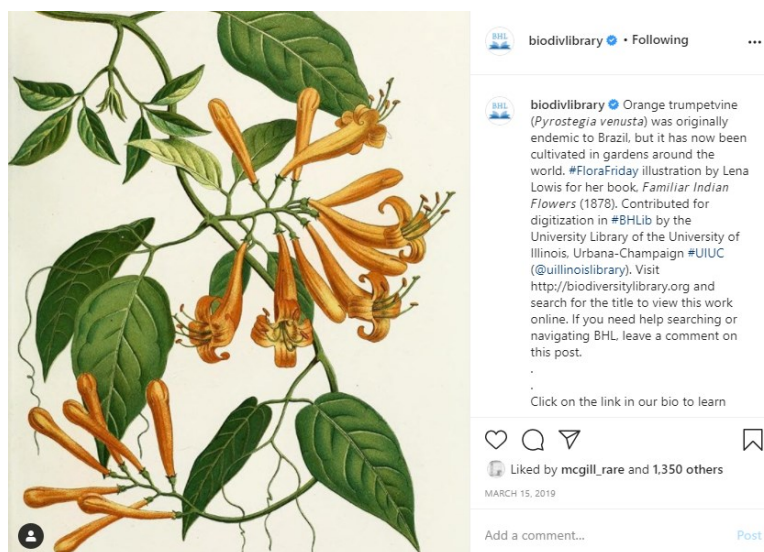 BHL
biodivlibrary • Following
BHL
biodivlibrary Orange trumpetvine
(Pyrostegia venusta) was originally
endemic to Brazil, but it has now been
cultivated in gardens around the
world. #FloraFriday illustration by Lena
Lowis for her book, Familiar Indian
Flowers (1878). Contributed for
digitization in #BHLib by the
University Library of the University of
Illinois, Urbana-Champaign #UIUC
(@uillinoislibrary). Visit
http://biodiversitylibrary.org and
search for the title to view this work
online. If you need help searching or
navigating BHL, leave a comment on
this post.
.
.
Click on the link in our bio to learn
Liked by mcgill_rare and 1,350 others
MARCH 15, 2019
Add a comment... Post